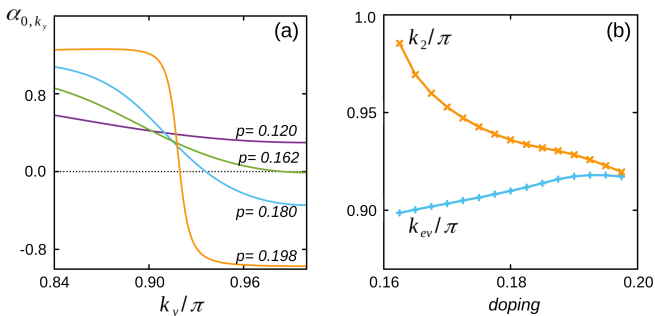 α0,ky
(a)
0.8
0.0
-0.8
p= 0.120
p= 0.162
p= 0.180
p= 0.198
0.84
0.90
0.96
ky/π
(b)
1.0
0.95
0.90
k2/π
kev/π
0.16
0.18
0.20
doping